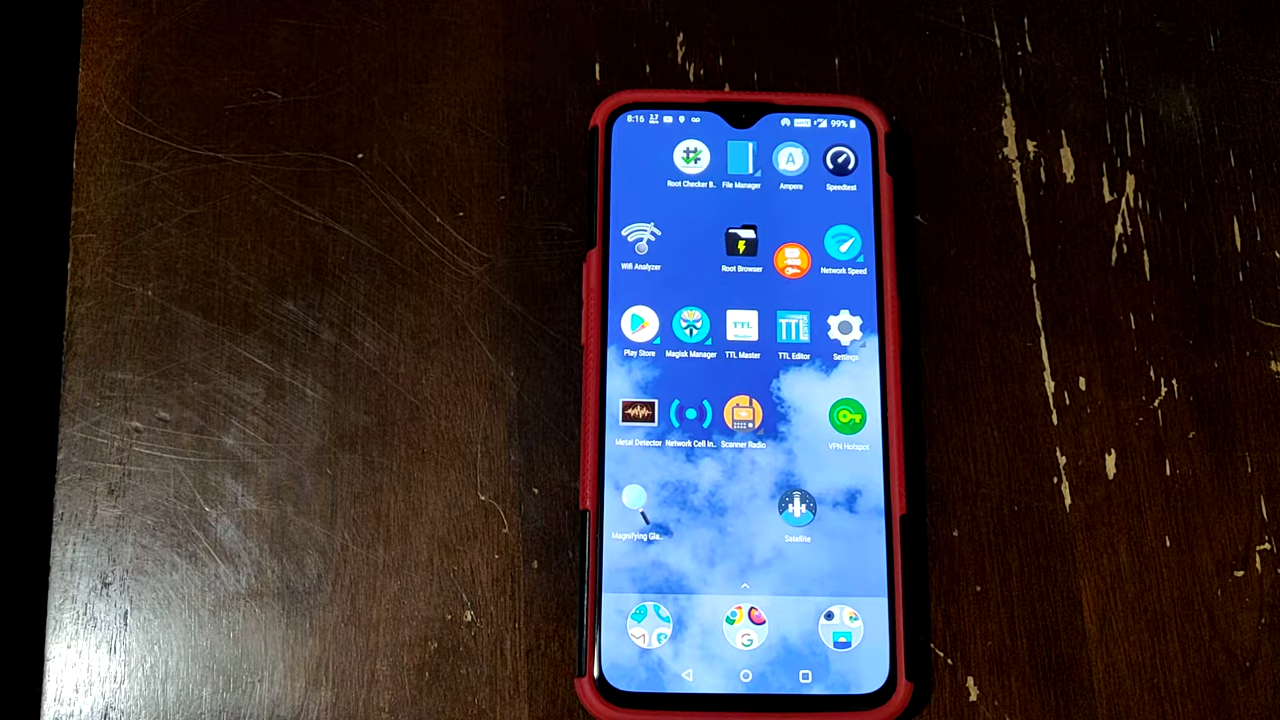 8:16
99%
Root Checker B.. File Manager Ampere Speedtest
Wifi Analyzer Root Browser Network Speed
Play Store Magisk Manager TTL Master TTL Editor Settings
Metal Detector Network Cell In.. Scanner Radio VPN Hotspot
Magnifying Gla.. Satellite